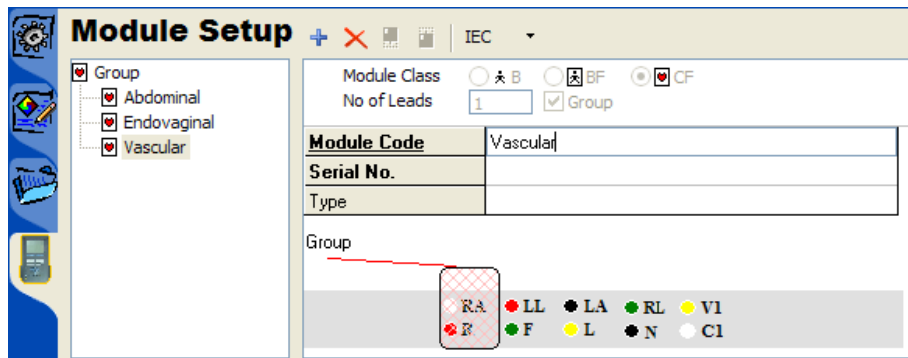 Module Setup
IEC
Group
Abdominal
Endovaginal
Vascular
Module Class B BF CF
No of Leads 1 Group
Module Code Vascular
Serial No.
Type
Group
RA LL LA RL V1
R F L N C1